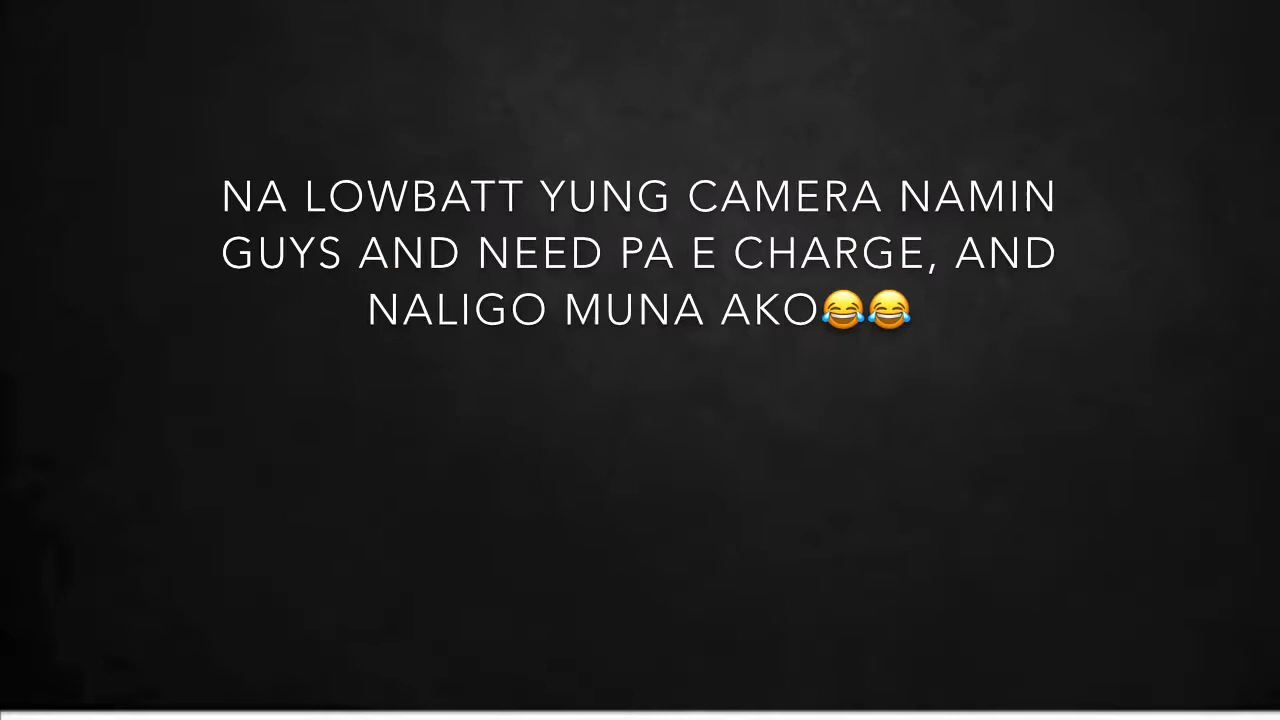 NA LOWBATT YUNG CAMERA NAMIN
GUYS AND NEED PA E CHARGE, AND
NALIGO MUNA AKO😂😂